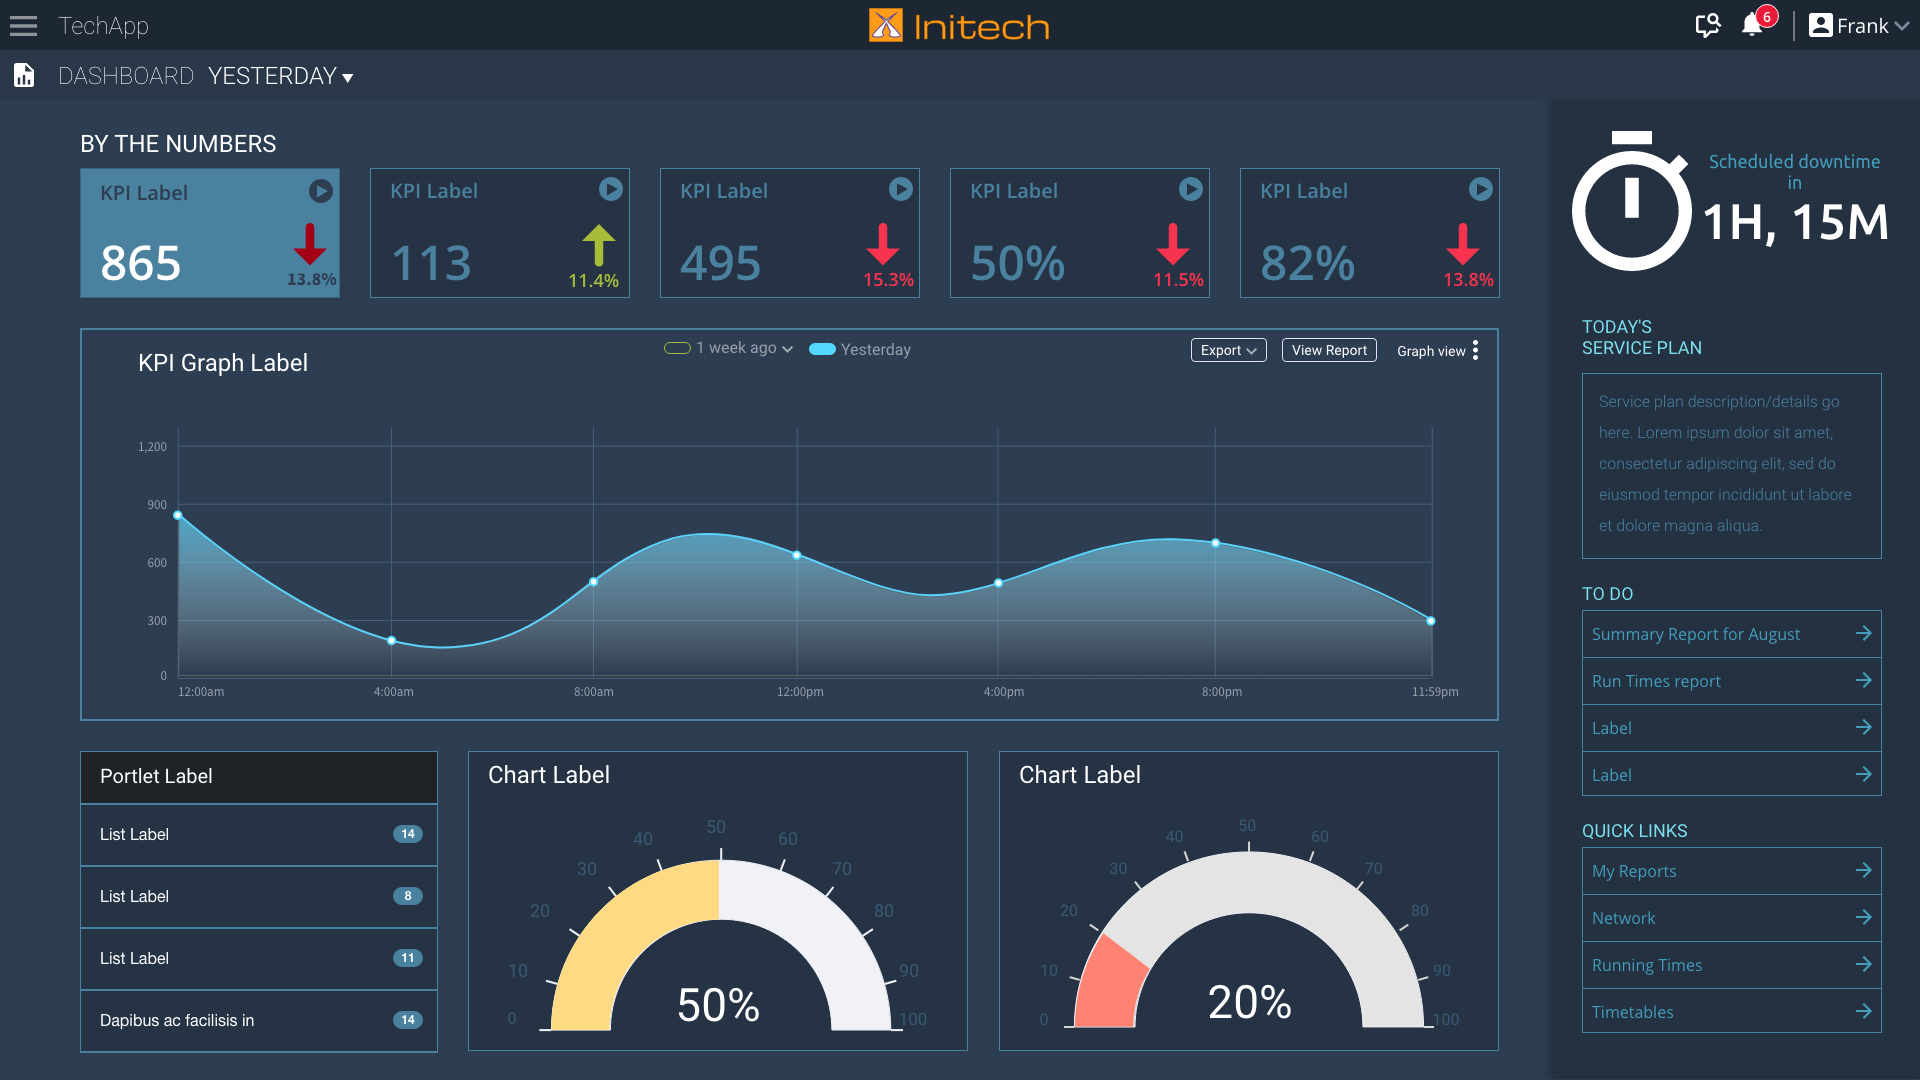 TechApp
Initech
6
Frank
DASHBOARD YESTERDAY
BY THE NUMBERS
KPI Label
865
13.8%
KPI Label
113
11.4%
KPI Label
495
15.3%
KPI Label
50%
11.5%
KPI Label
82%
13.8%
Scheduled downtime
in
1H, 15M
KPI Graph Label
1 week ago
Yesterday
Export
View Report
Graph view
1,200
900
600
300
0
12:00am
4:00am
8:00am
12:00pm
4:00pm
8:00pm
11:59pm
TODAY'S
SERVICE PLAN
Service plan description/details go
here. Lorem ipsum dolor sit amet,
consectetur adipiscing elit, sed do
eiusmod tempor incididunt ut labore
et dolore magna aliqua.
TO DO
Summary Report for August
Run Times report
Label
Label
QUICK LINKS
My Reports
Network
Running Times
Timetables
Portlet Label
List Label 14
List Label 8
List Label 11
Dapibus ac facilisis in 14
Chart Label
0
10
20
30
40
50
60
70
80
90
100
50%
Chart Label
0
10
20
30
40
50
60
70
80
90
100
20%